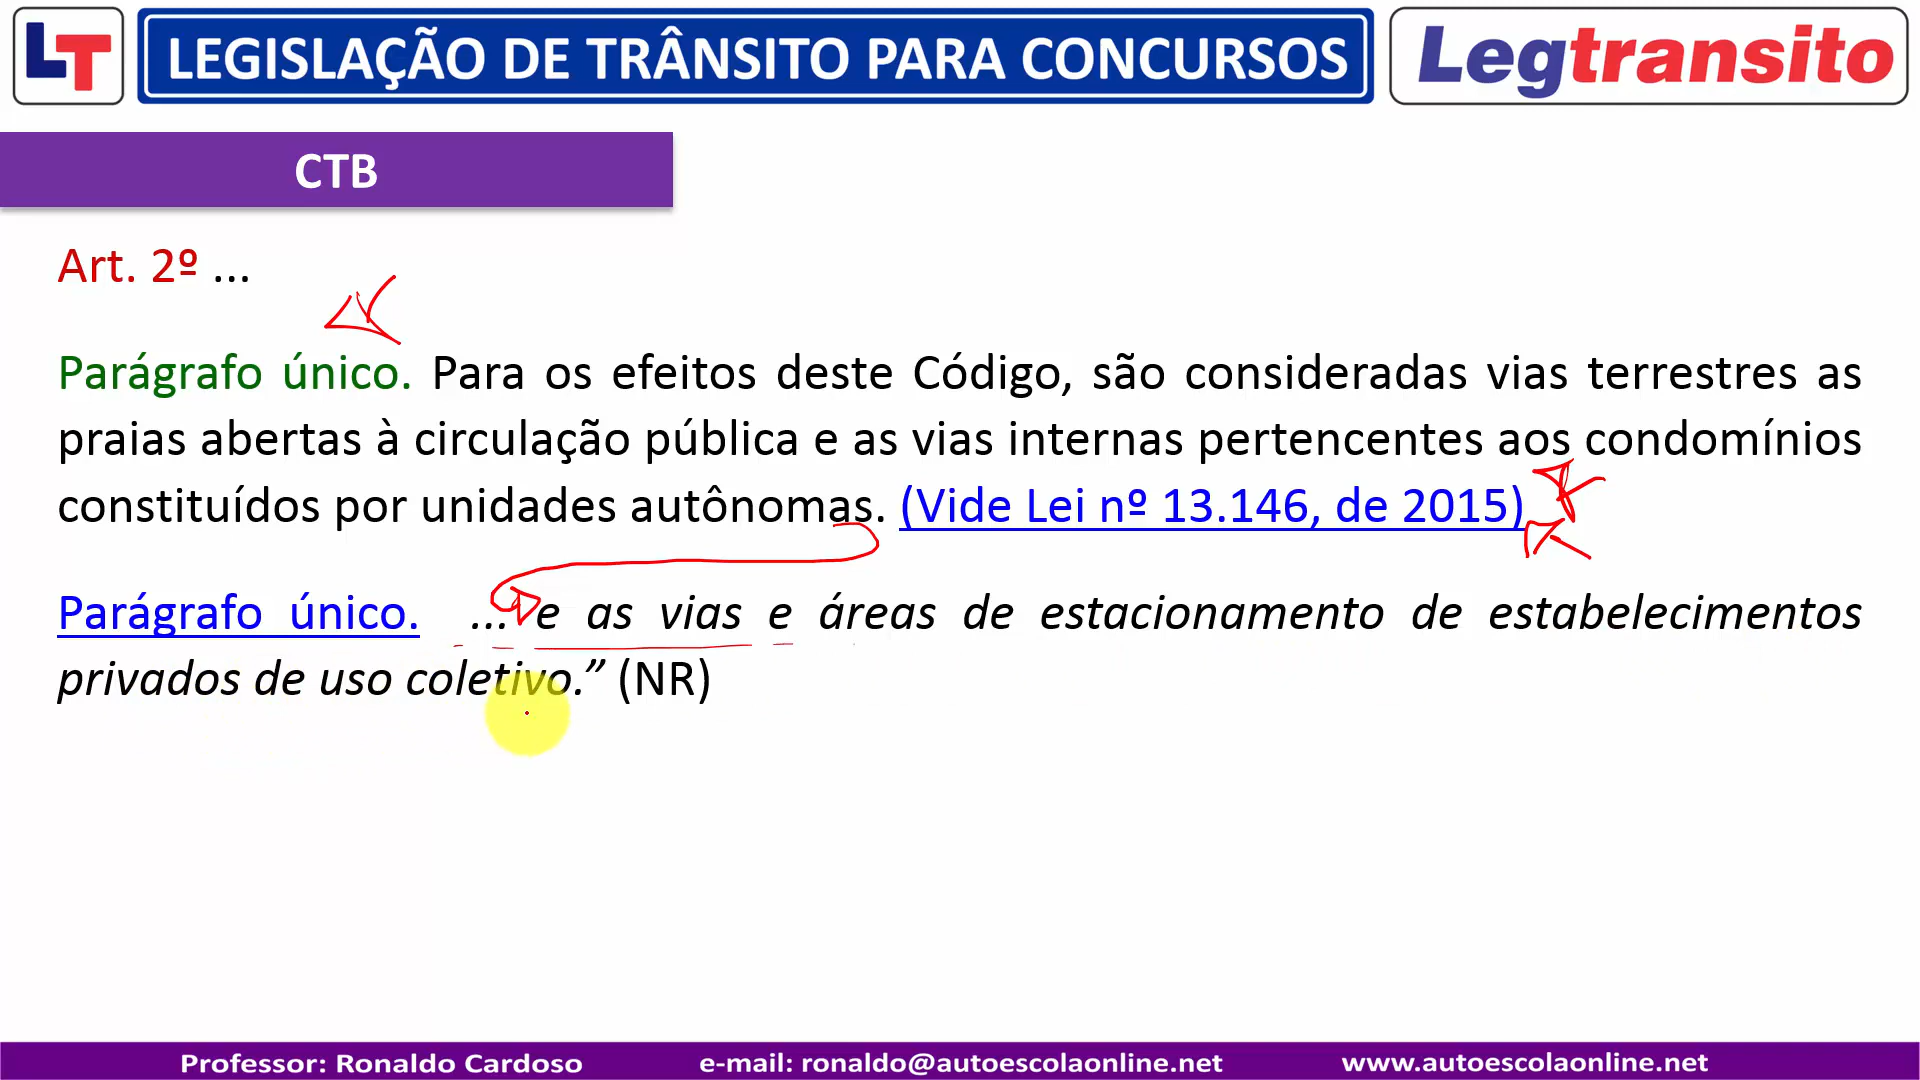 LT
LEGISLAÇÃO DE TRÂNSITO PARA CONCURSOS
Legtransito
CTB
Art. 2º ...
Parágrafo único. Para os efeitos deste Código, são consideradas vias terrestres as
praias abertas à circulação pública e as vias internas pertencentes aos condomínios
constituídos por unidades autônomas. (Vide Lei nº 13.146, de 2015)
Parágrafo único. ... e as vias e áreas de estacionamento de estabelecimentos
privados de uso coletivo.” (NR)
Professor: Ronaldo Cardoso e-mail: ronaldo@autoescolaonline.net www.autoescolaonline.net